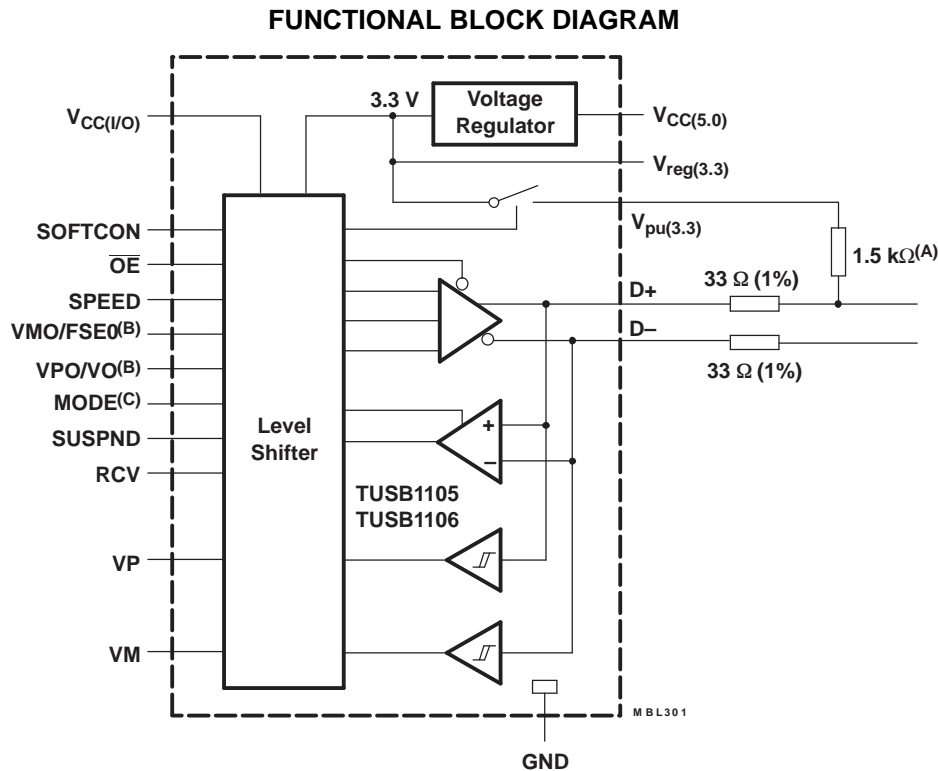 FUNCTIONAL BLOCK DIAGRAM
3.3 V
Voltage
Regulator
VCC(I/O)
VCC(5.0)
Vreg(3.3)
Vpu(3.3)
SOFTCON
OE
SPEED
VMO/FSE0(B)
VPO/VO(B)
MODE(C)
SUSPND
RCV
VP
VM
Level
Shifter
1.5 kΩ(A)
33 Ω (1%)
D+
D–
33 Ω (1%)
+
–
TUSB1105
TUSB1106
MBL301
GND